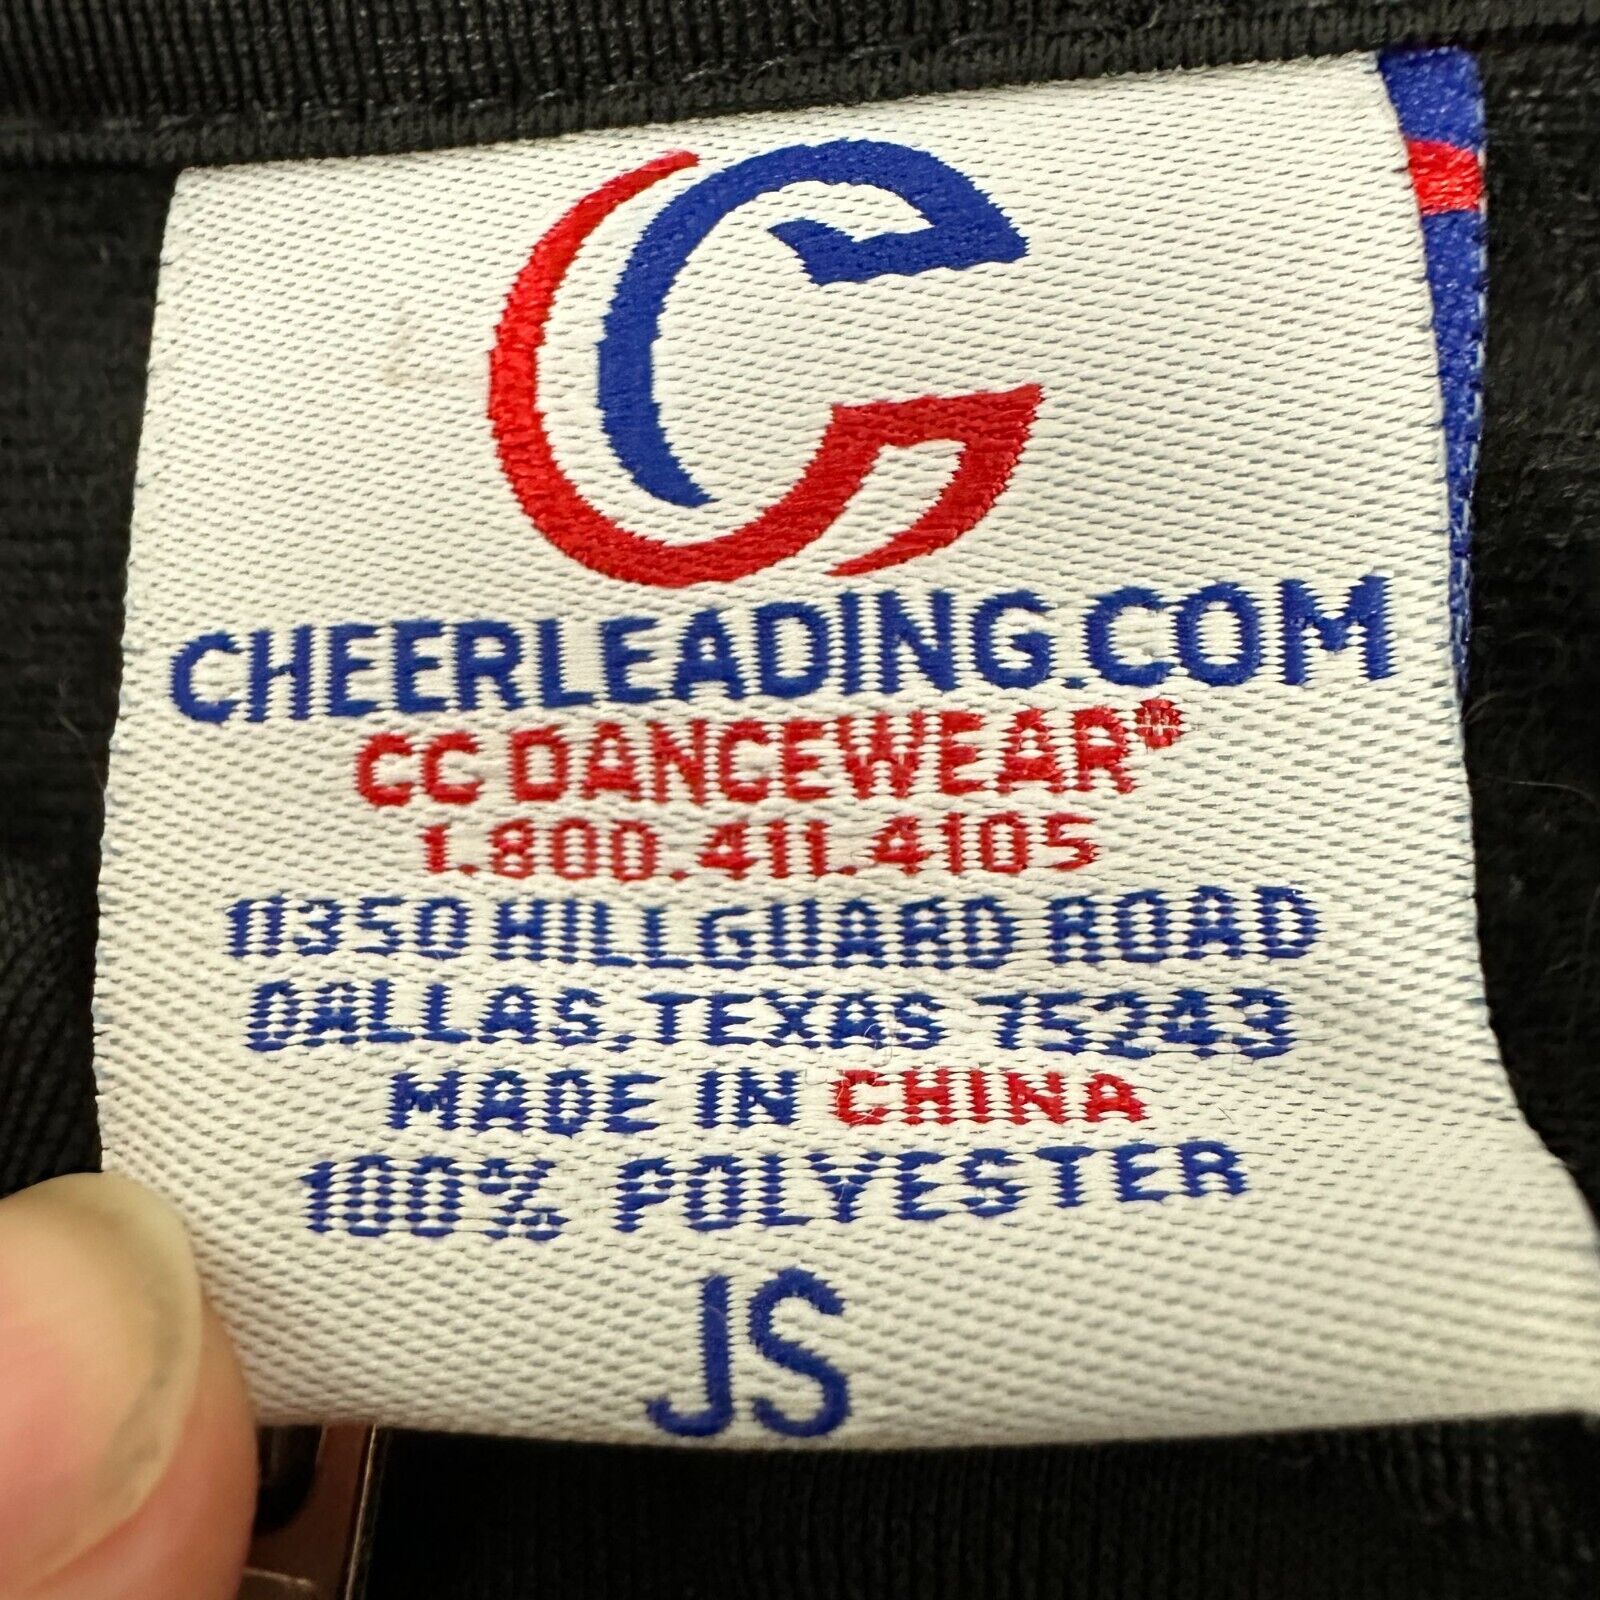 CHEERLEADING.COM
CC DANCEWEAR®
1.800.411.4105
11350 HILLGUARD ROAD
DALLAS, TEXAS 75243
MADE IN CHINA
100% POLYESTER
JS